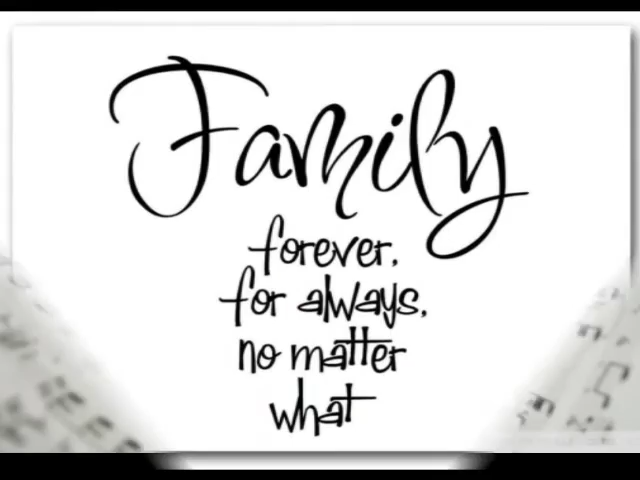 Family
forever,
for always,
no matter
what